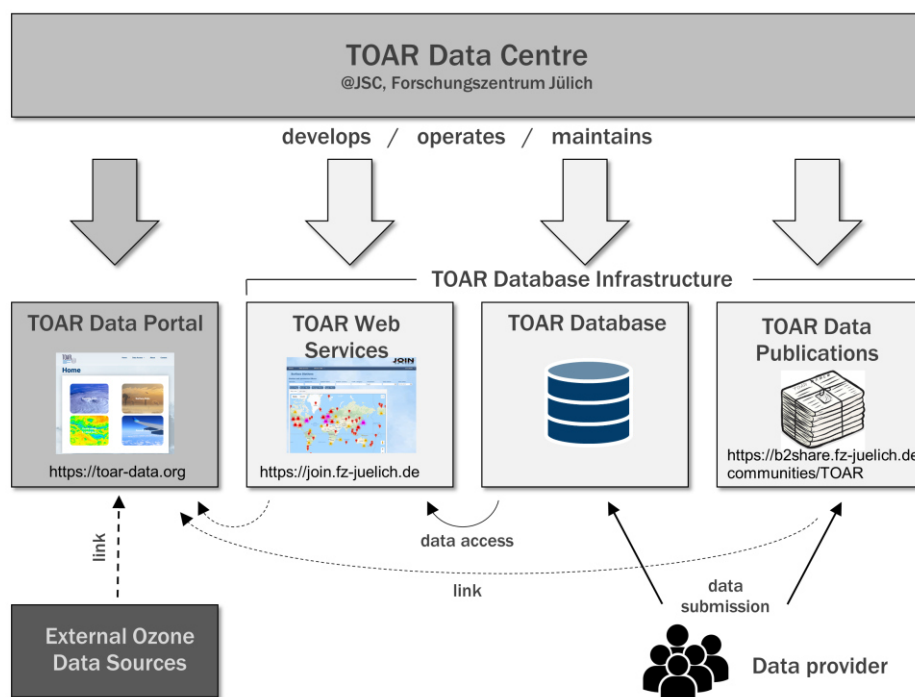 TOAR Data Centre
@JSC, Forschungszentrum Jülich
develops / operates / maintains
TOAR Database Infrastructure
TOAR Data Portal
Home
https://toar-data.org
TOAR Web
Services
JOIN
https://join.fz-juelich.de
TOAR Database
TOAR Data
Publications
https://b2share.fz-juelich.de
communities/TOAR
link
data access
link
data
submission
External Ozone
Data Sources
Data provider